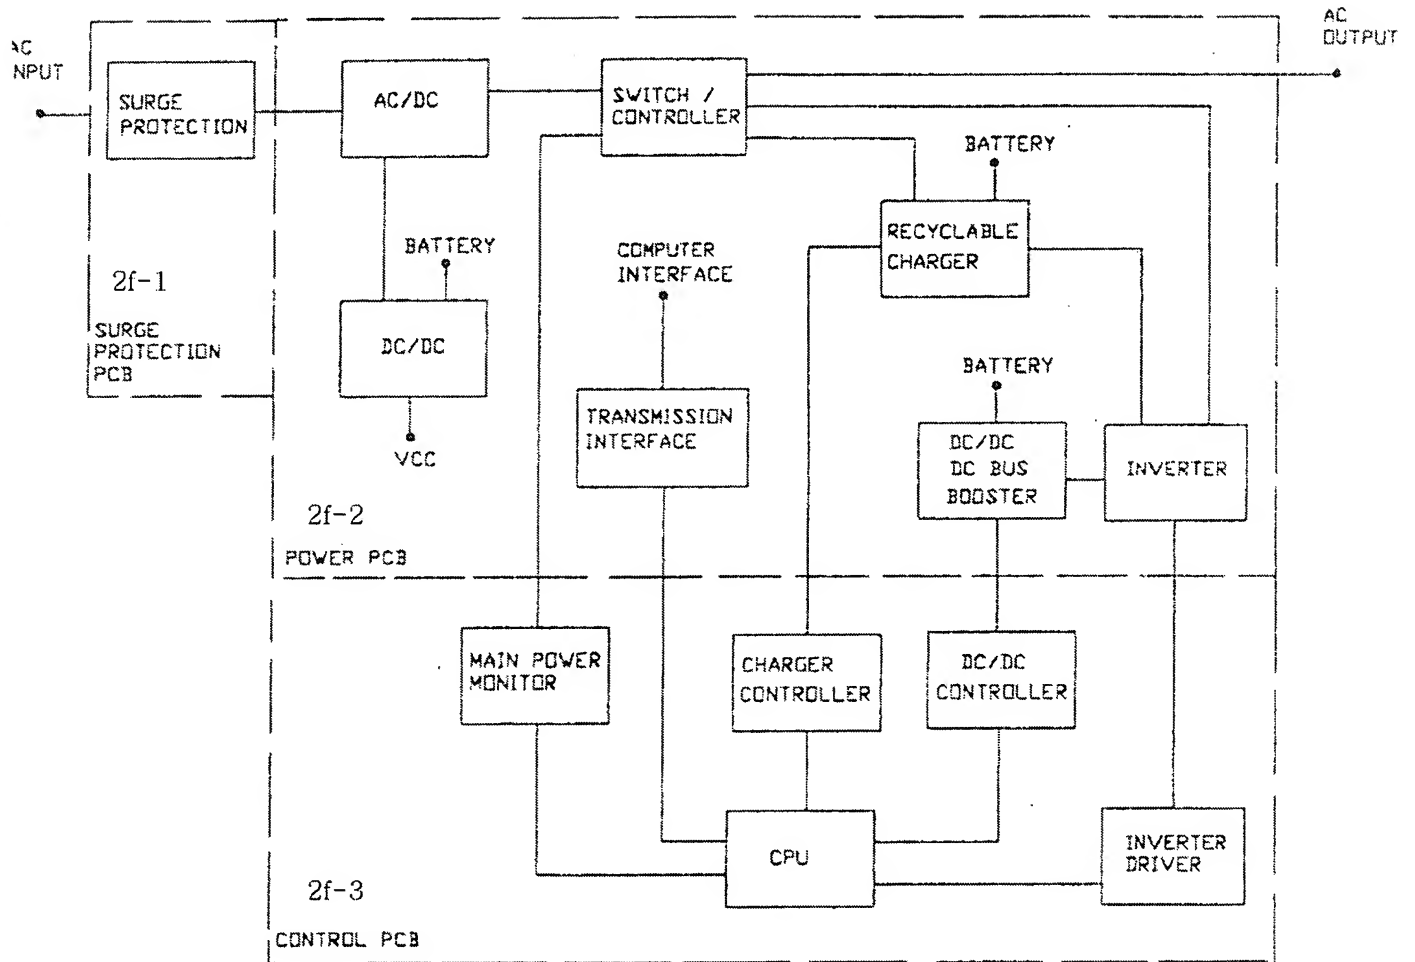 AC
INPUT
AC
OUTPUT
SURGE
PROTECTION
AC/DC
SWITCH /
CONTROLLER
BATTERY
RECYCLABLE
CHARGER
BATTERY
COMPUTER
INTERFACE
2f-1
SURGE
PROTECTION
PCB
DC/DC
VCC
TRANSMISSION
INTERFACE
BATTERY
DC/DC
DC BUS
BOOSTER
INVERTER
2f-2
POWER PCB
MAIN POWER
MONITOR
CHARGER
CONTROLLER
DC/DC
CONTROLLER
CPU
INVERTER
DRIVER
2f-3
CONTROL PCB